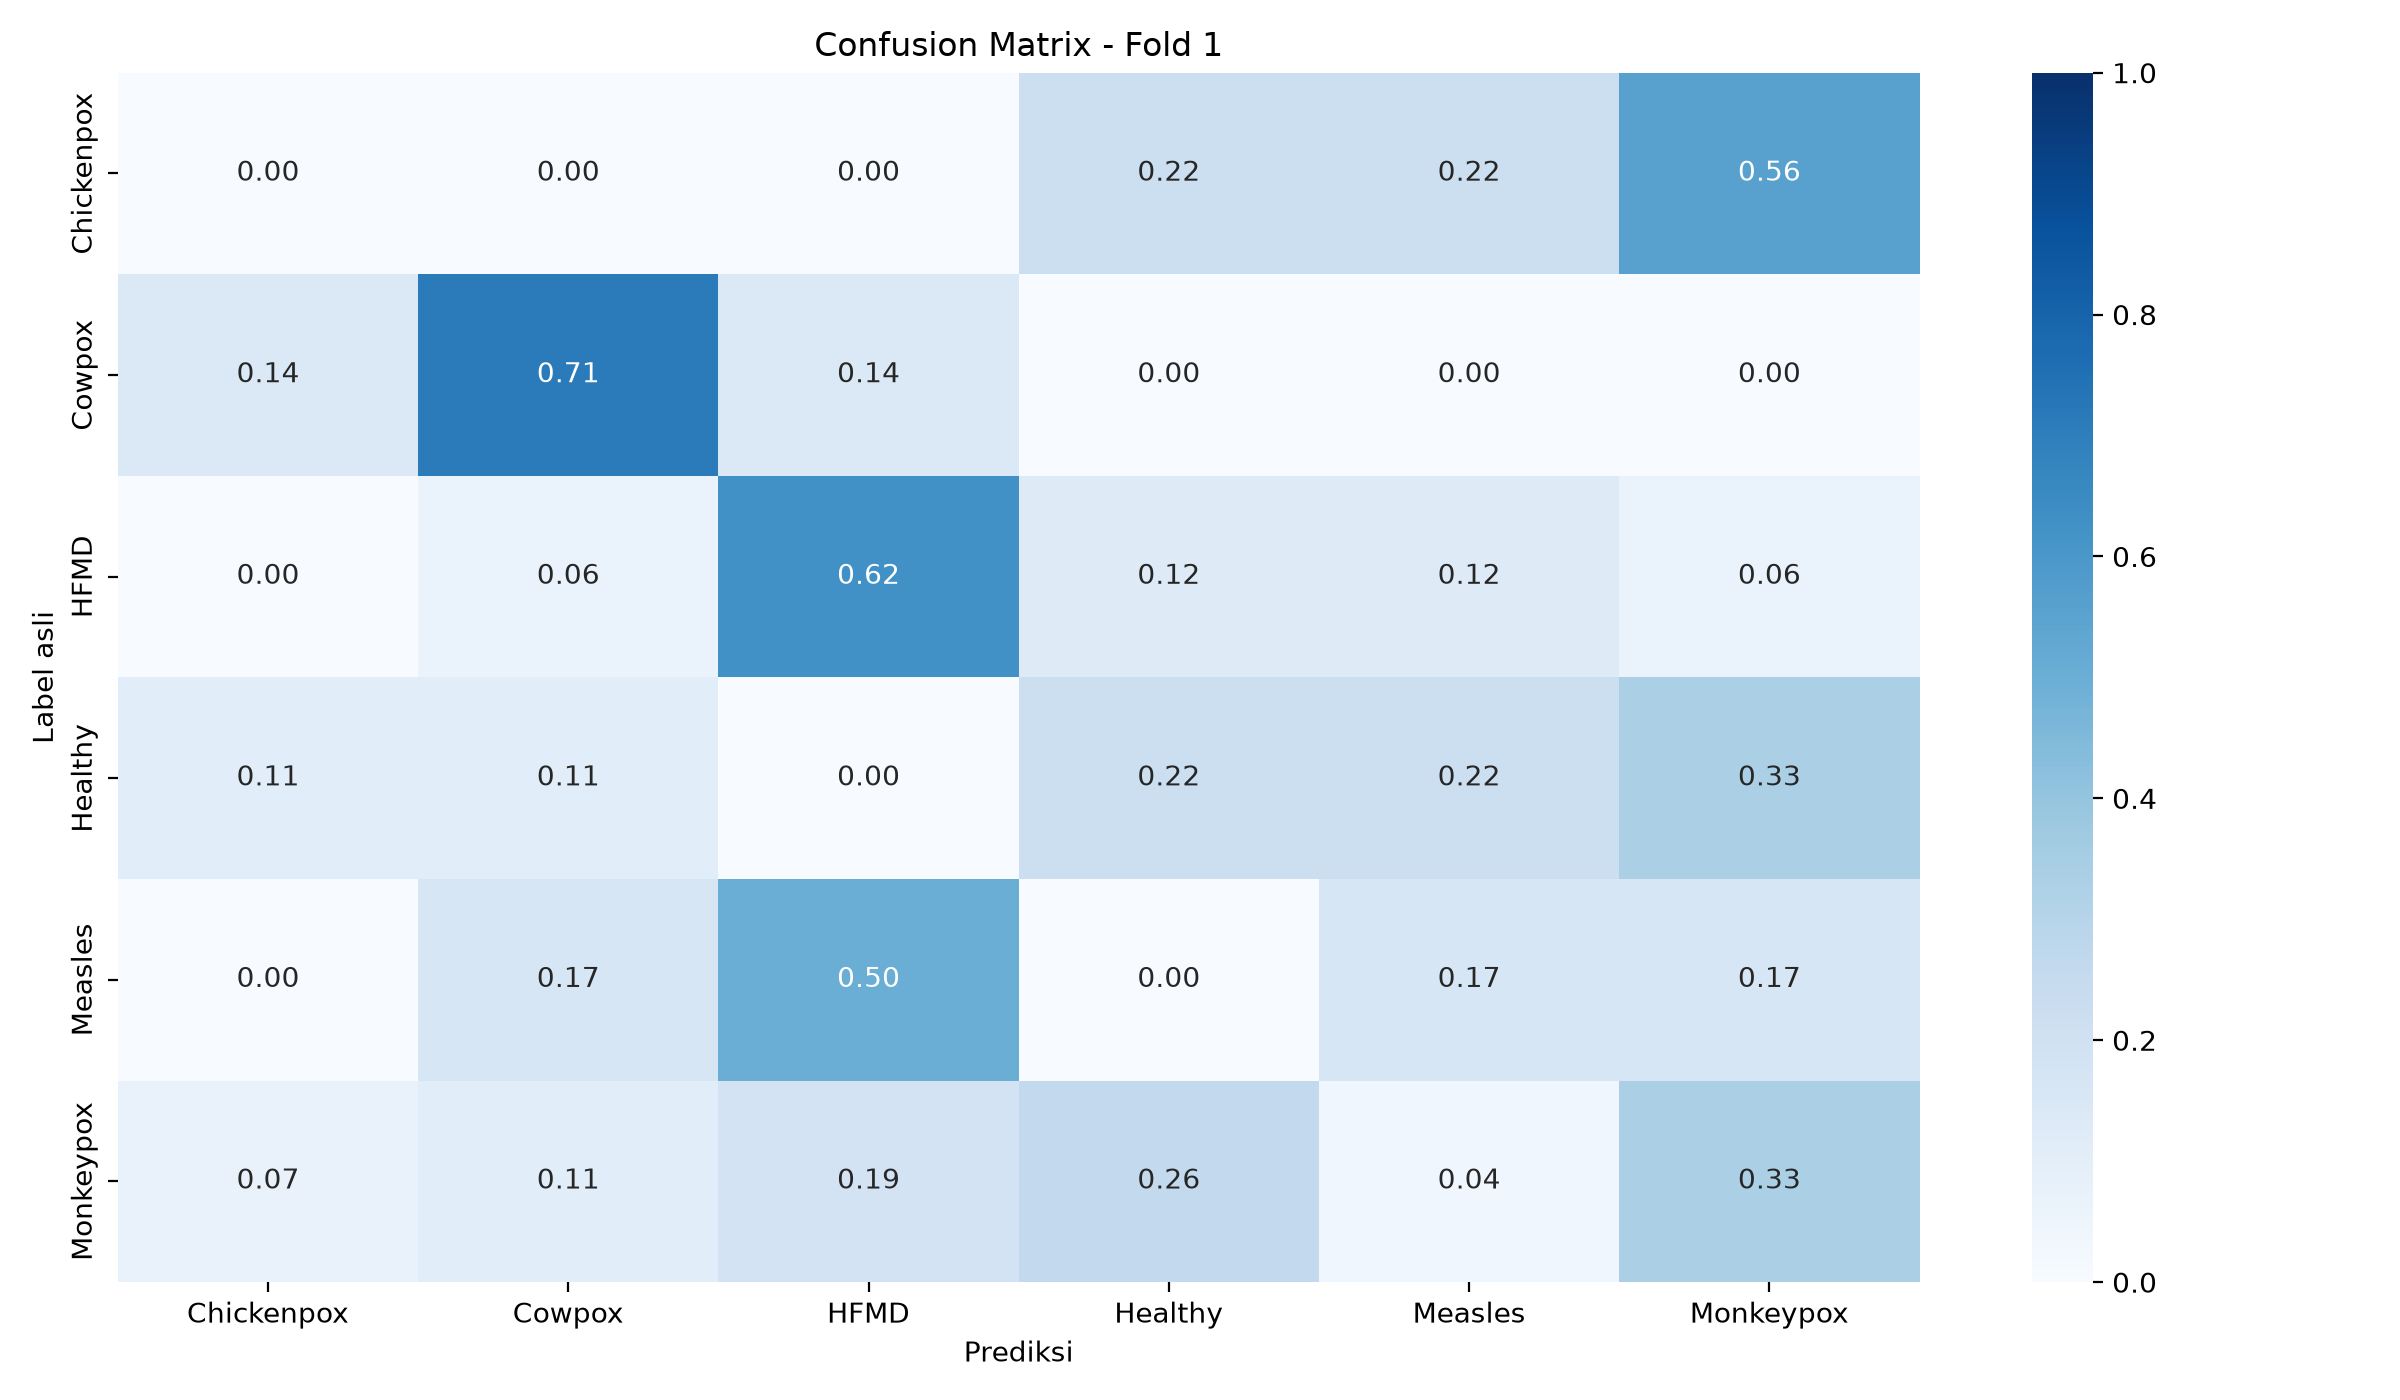 Confusion Matrix - Fold 1
Label asli
Chickenpox 0.00 0.00 0.00 0.22 0.22 0.56
Cowpox 0.14 0.71 0.14 0.00 0.00 0.00
HFMD 0.00 0.06 0.62 0.12 0.12 0.06
Healthy 0.11 0.11 0.00 0.22 0.22 0.33
Measles 0.00 0.17 0.50 0.00 0.17 0.17
Monkeypox 0.07 0.11 0.19 0.26 0.04 0.33
Chickenpox Cowpox HFMD Healthy Measles Monkeypox
Prediksi
1.0
0.8
0.6
0.4
0.2
0.0